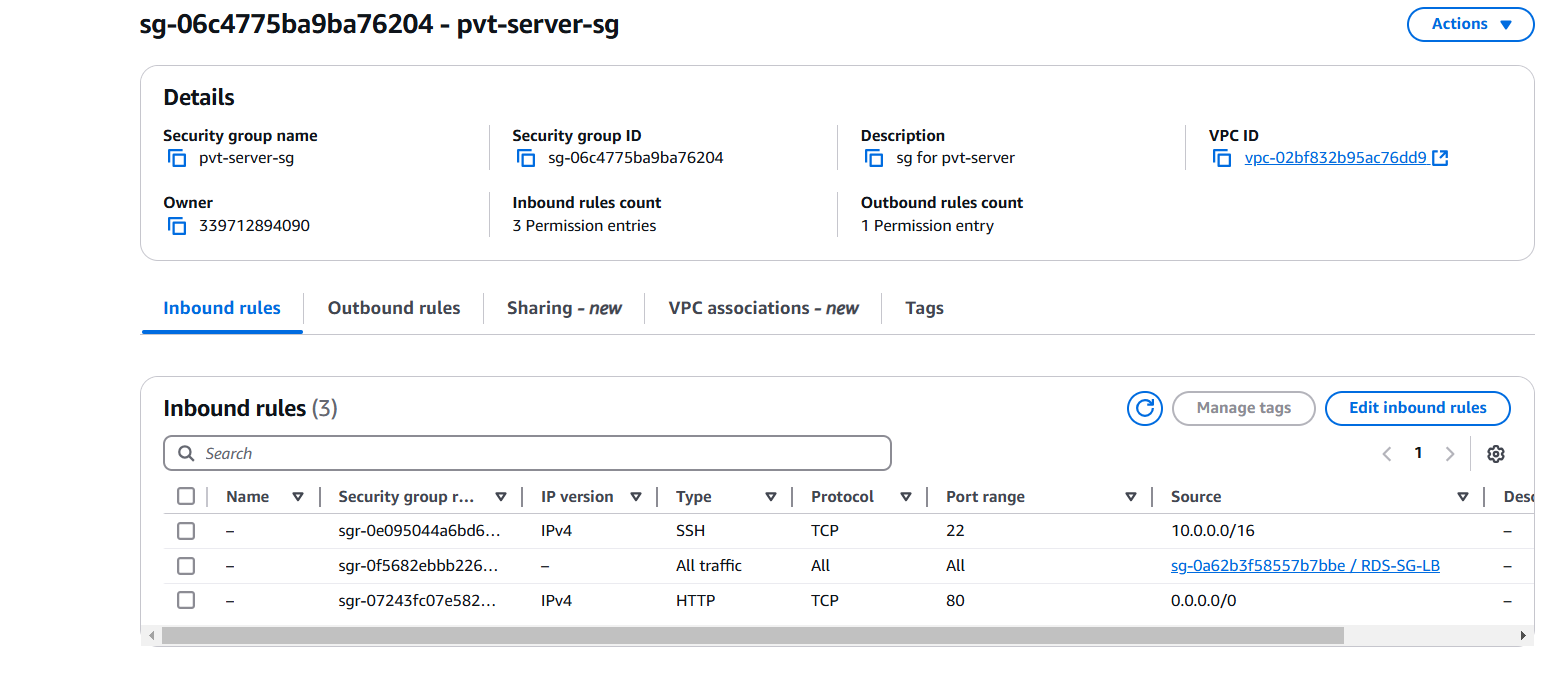 sg-06c4775ba9ba76204 - pvt-server-sg
Actions
Details
Security group name
pvt-server-sg
Security group ID
sg-06c4775ba9ba76204
Description
sg for pvt-server
VPC ID
vpc-02bf832b95ac76dd9
Owner
339712894090
Inbound rules count
3 Permission entries
Outbound rules count
1 Permission entry
Inbound rules
Outbound rules
Sharing - new
VPC associations - new
Tags
Inbound rules (3)
Manage tags
Edit inbound rules
Search
1
Name Security group r... IP version Type Protocol Port range Source Desc
– sgr-0e095044a6bd6... IPv4 SSH TCP 22 10.0.0.0/16 –
– sgr-0f5682ebbb226... – All traffic All All sg-0a62b3f58557b7bbe / RDS-SG-LB –
– sgr-07243fc07e582... IPv4 HTTP TCP 80 0.0.0.0/0 –